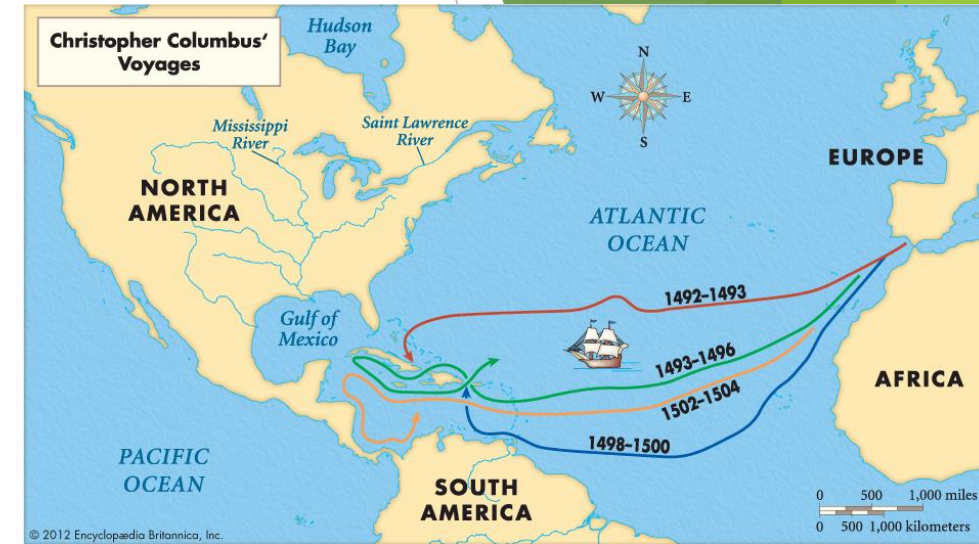 Christopher Columbus‘
Voyages
Hudson
Bay
N
W
E
S
Mississippi
River
Saint Lawrence
River
EUROPE
NORTH
AMERICA
ATLANTIC
OCEAN
1492–1493
Gulf of
Mexico
1493–1496
AFRICA
1502–1504
1498–1500
PACIFIC
OCEAN
SOUTH
AMERICA
0 500 1,000 miles
0 500 1,000 kilometers
© 2012 Encyclopædia Britannica, Inc.